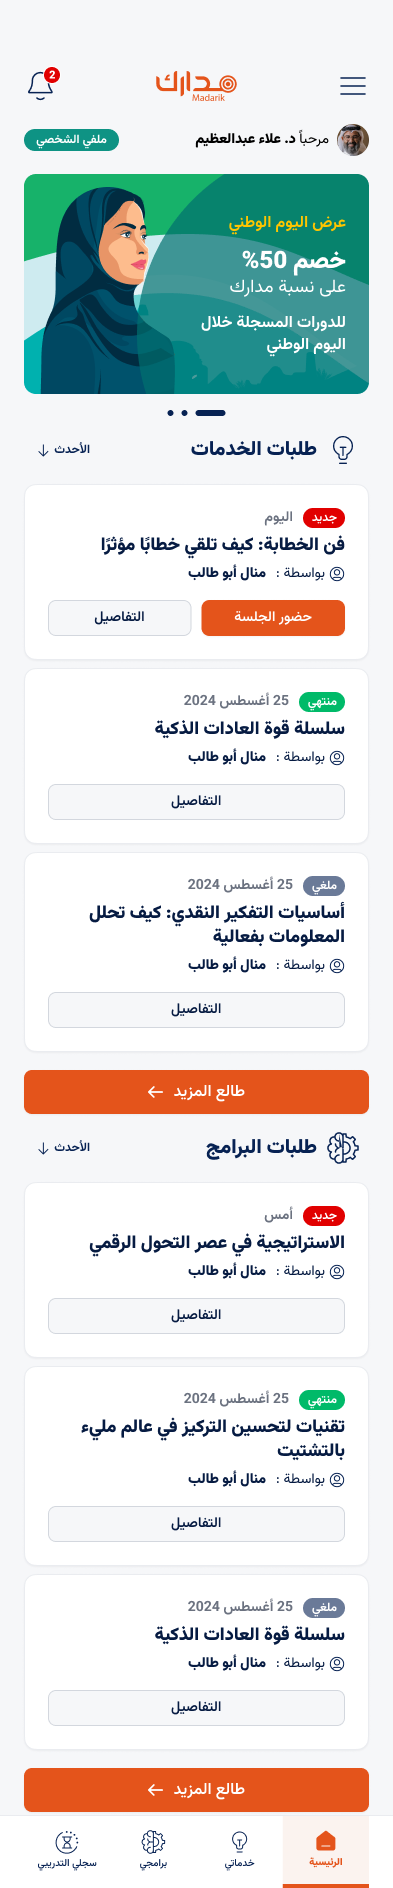 2
مدارك
Madarik
مرحباً د. علاء عبدالعظيم
ملفي الشخصي
عرض اليوم الوطني
خصم 50%
على نسبة مدارك
للدورات المسجلة خلال
اليوم الوطني
طلبات الخدمات
الأحدث
جديد اليوم
فن الخطابة: كيف تلقي خطابًا مؤثرًا
بواسطة : منال أبو طالب
حضور الجلسة
التفاصيل
منتهي 25 أغسطس 2024
سلسلة قوة العادات الذكية
بواسطة : منال أبو طالب
التفاصيل
ملغي 25 أغسطس 2024
أساسيات التفكير النقدي: كيف تحلل
المعلومات بفعالية
بواسطة : منال أبو طالب
التفاصيل
طالع المزيد
طلبات البرامج
الأحدث
جديد أمس
الاستراتيجية في عصر التحول الرقمي
بواسطة : منال أبو طالب
التفاصيل
منتهي 25 أغسطس 2024
تقنيات لتحسين التركيز في عالم مليء
بالتشتيت
بواسطة : منال أبو طالب
التفاصيل
ملغي 25 أغسطس 2024
سلسلة قوة العادات الذكية
بواسطة : منال أبو طالب
التفاصيل
طالع المزيد
الرئيسية
خدماتي
برامجي
سجلي التدريبي